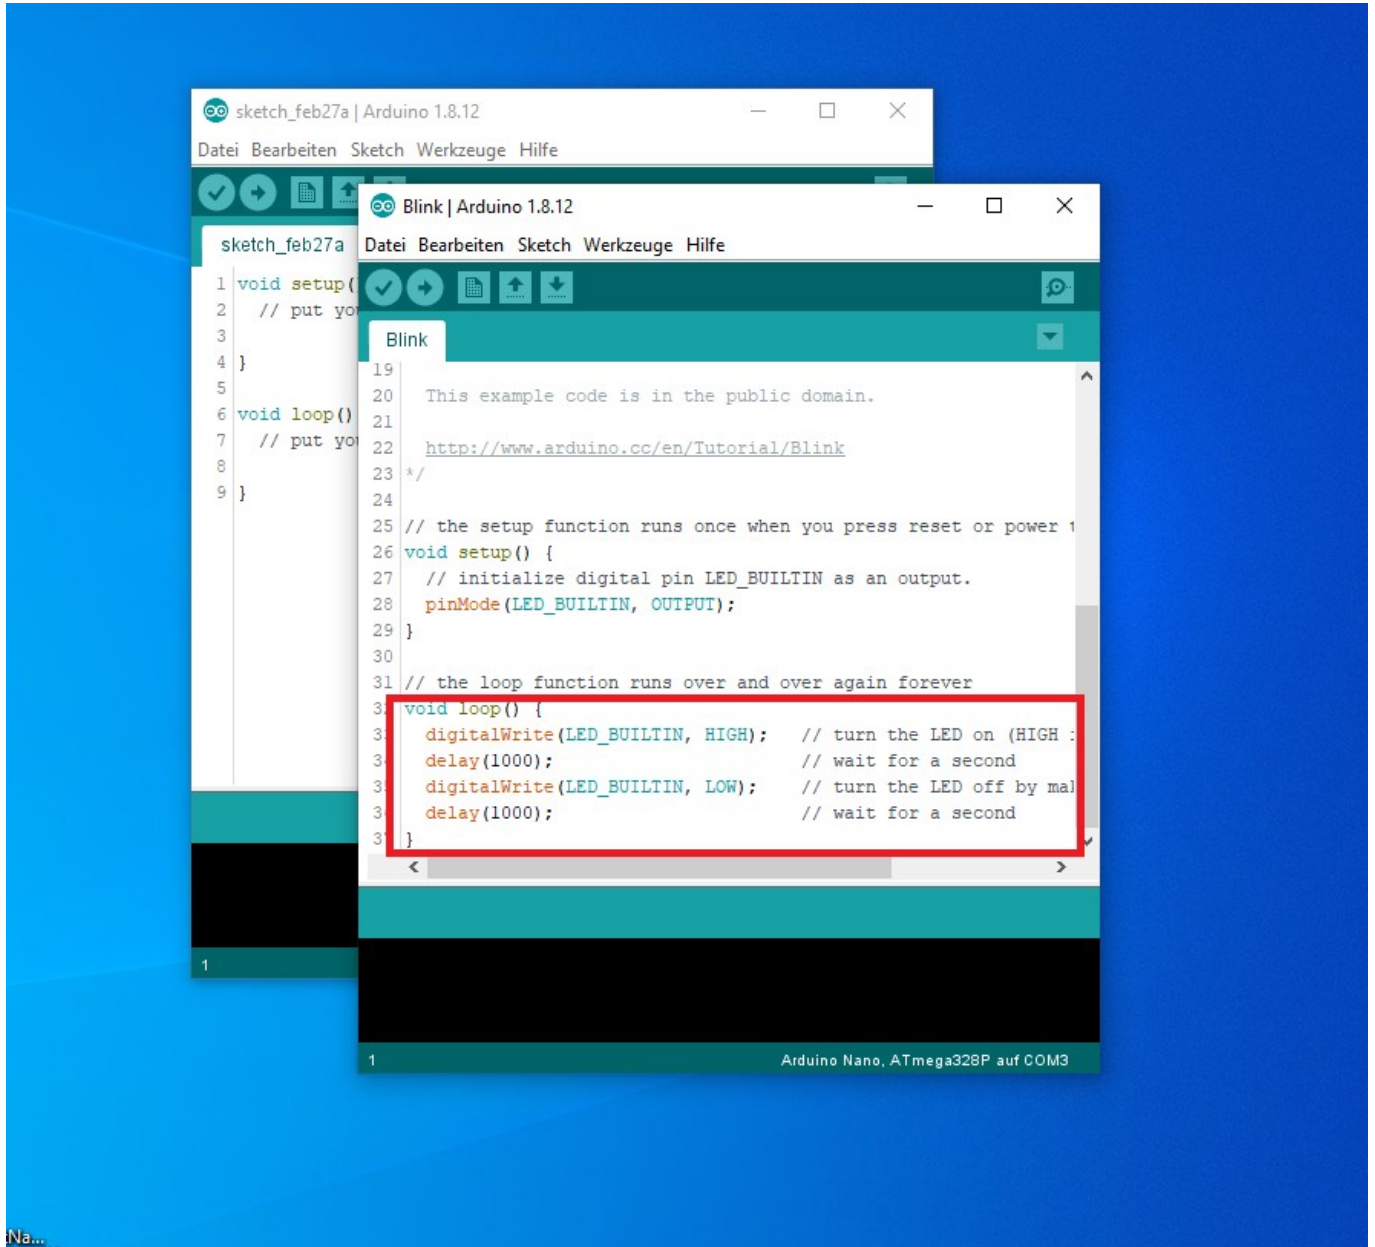 sketch_feb27a | Arduino 1.8.12
Datei Bearbeiten Sketch Werkzeuge Hilfe
sketch_feb27a
1 void setup(
2 // put you
3
4 }
5
6 void loop()
7 // put you
8
9 }
1
Blink | Arduino 1.8.12
Datei Bearbeiten Sketch Werkzeuge Hilfe
Blink
19
20 This example code is in the public domain.
21
22 http://www.arduino.cc/en/Tutorial/Blink
23 */
24
25 // the setup function runs once when you press reset or power
26 void setup() {
27 // initialize digital pin LED_BUILTIN as an output.
28 pinMode(LED_BUILTIN, OUTPUT);
29 }
30
31 // the loop function runs over and over again forever
void loop() {
digitalWrite(LED_BUILTIN, HIGH); // turn the LED on (HIGH
delay(1000); // wait for a second
digitalWrite(LED_BUILTIN, LOW); // turn the LED off by
delay(1000); // wait for a second
}
1 Arduino Nano, ATmega328P auf COM3